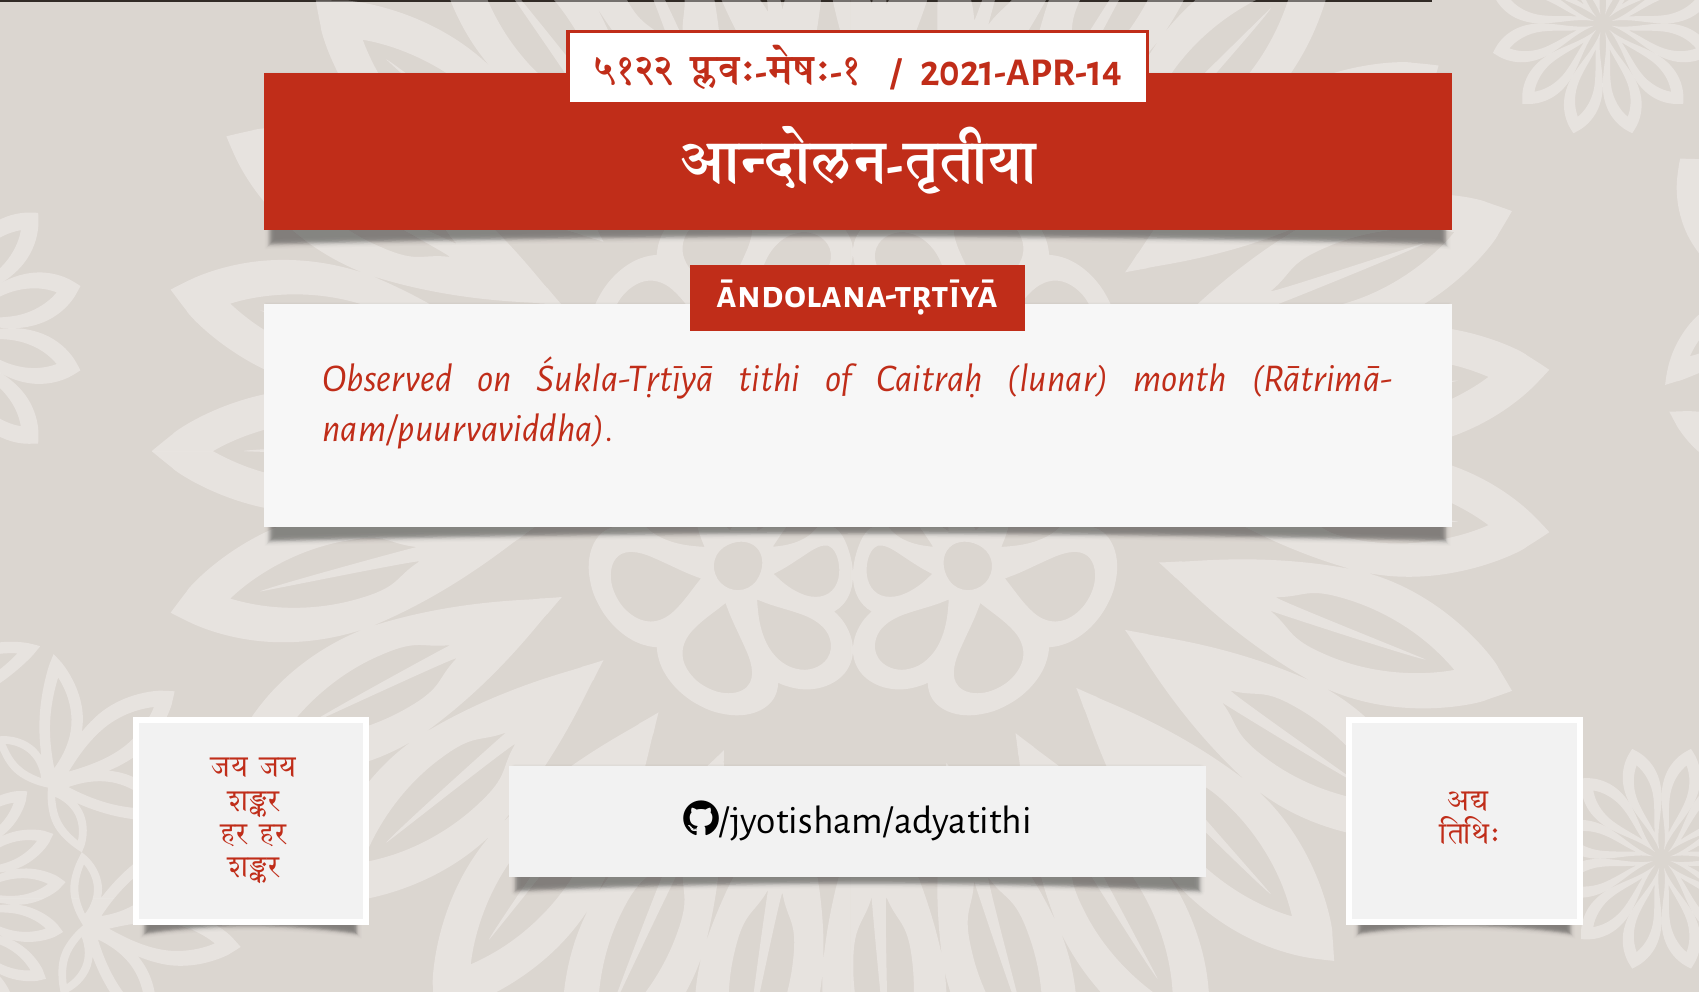 ५१२२ प्लवः-मेषः-१ / 2021-APR-14
आन्दोलन-तृतीया
ĀNDOLANA-TṚTĪYĀ
Observed on Śukla-Tṛtīyā tithi of Caitraḥ (lunar) month (Rātrimā-
nam/puurvaviddha).
जय जय
शङ्कर
हर हर
शङ्कर
/jyotisham/adyatithi
अद्य
तिथिः